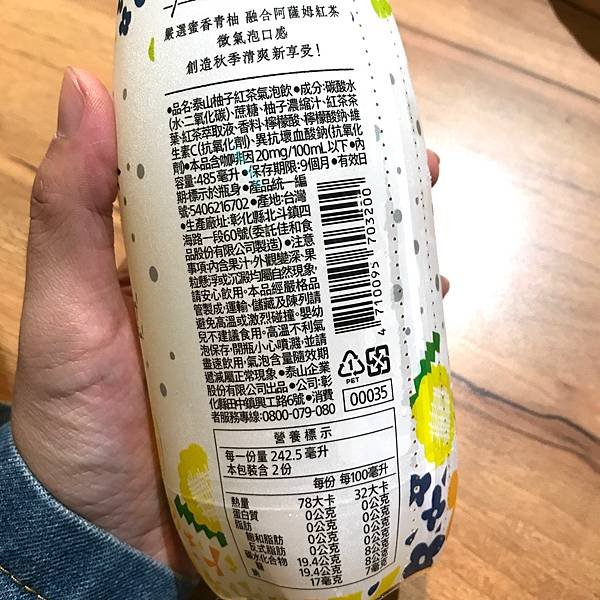 嚴選蜜香青柚 融合阿薩姆紅茶
微氣泡口感
創造秋季清爽新享受！
●品名:泰山柚子紅茶氣泡飲●成分:碳酸水
(水、二氧化碳)、蔗糖、柚子濃縮汁、紅茶茶
葉、紅茶萃取液、香料、檸檬酸、檸檬酸鈉、維
生素C(抗氧化劑)、異抗壞血酸鈉(抗氧化
劑)●本品含咖啡因20mg/100mL以下●內
容量:485毫升●保存期限:9個月●有效日
期:標示於瓶身●產品統一編
號:5406216702●產地:台灣
●生產廠址:彰化縣北斗鎮四
海路一段60號(委託佳和食
品股份有限公司製造)●注意
事項:內含果汁,外觀變深、果
粒懸浮或沉澱均屬自然現象,
請安心飲用。本品經嚴格品
管製成,運輸、儲藏及陳列請
避免高溫或激烈碰撞。嬰幼
兒不建議食用。高溫不利氣
泡保存,開瓶小心噴濺,並請
盡速飲用,氣泡含量隨效期
遞減屬正常現象●泰山企業
股份有限公司出品●公司:彰
化縣田中鎮興工路6號●消費
者服務專線:0800-079-080
4 710095 703200
1
PET
00035
營養標示
每一份量 242.5 毫升
本包裝含 2份
每份 每100毫升
熱量 78大卡 32大卡
蛋白質 0公克 0公克
脂肪 0公克 0公克
飽和脂肪 0公克 0公克
反式脂肪 0公克 0公克
碳水化合物 19.4公克 8公克
糖 19.4公克 8公克
17毫克 7毫克